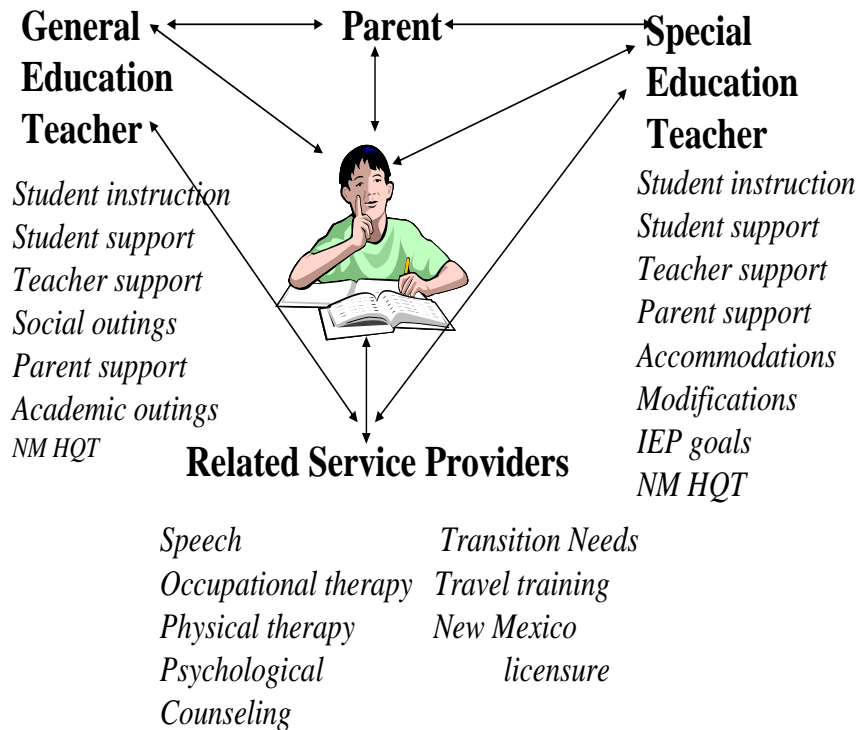 General
Education
Teacher
Parent
Special
Education
Teacher
Student instruction
Student support
Teacher support
Social outings
Parent support
Academic outings
NM HQT
Student instruction
Student support
Teacher support
Parent support
Accommodations
Modifications
IEP goals
NM HQT
Related Service Providers
Speech
Occupational therapy
Physical therapy
Psychological
Counseling
Transition Needs
Travel training
New Mexico
licensure